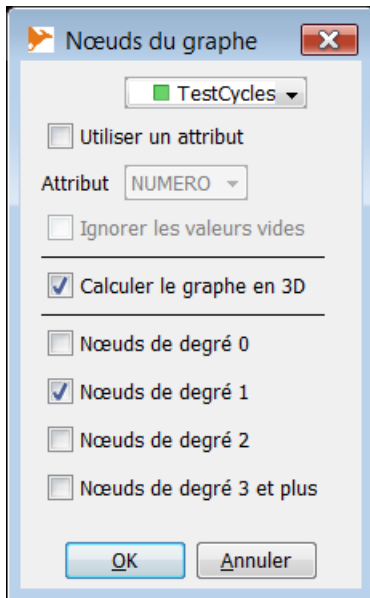 Nœuds du graphe
TestCycles
Utiliser un attribut
Attribut NUMERO
Ignorer les valeurs vides
Calculer le graphe en 3D
Nœuds de degré 0
Nœuds de degré 1
Nœuds de degré 2
Nœuds de degré 3 et plus
OK Annuler